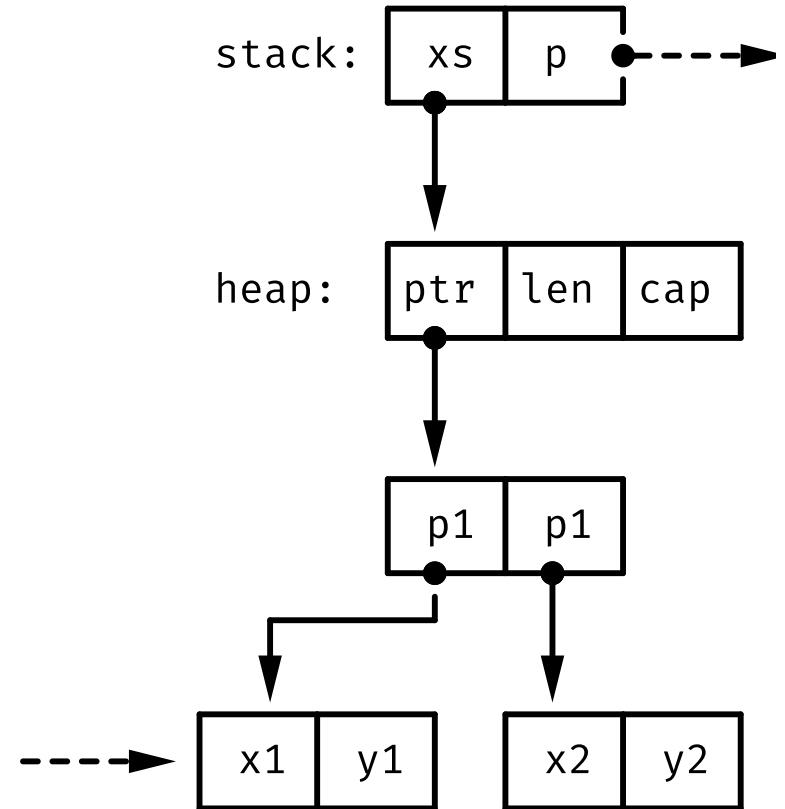 stack: xs p
heap: ptr len cap
p1 p1
x1 y1 x2 y2